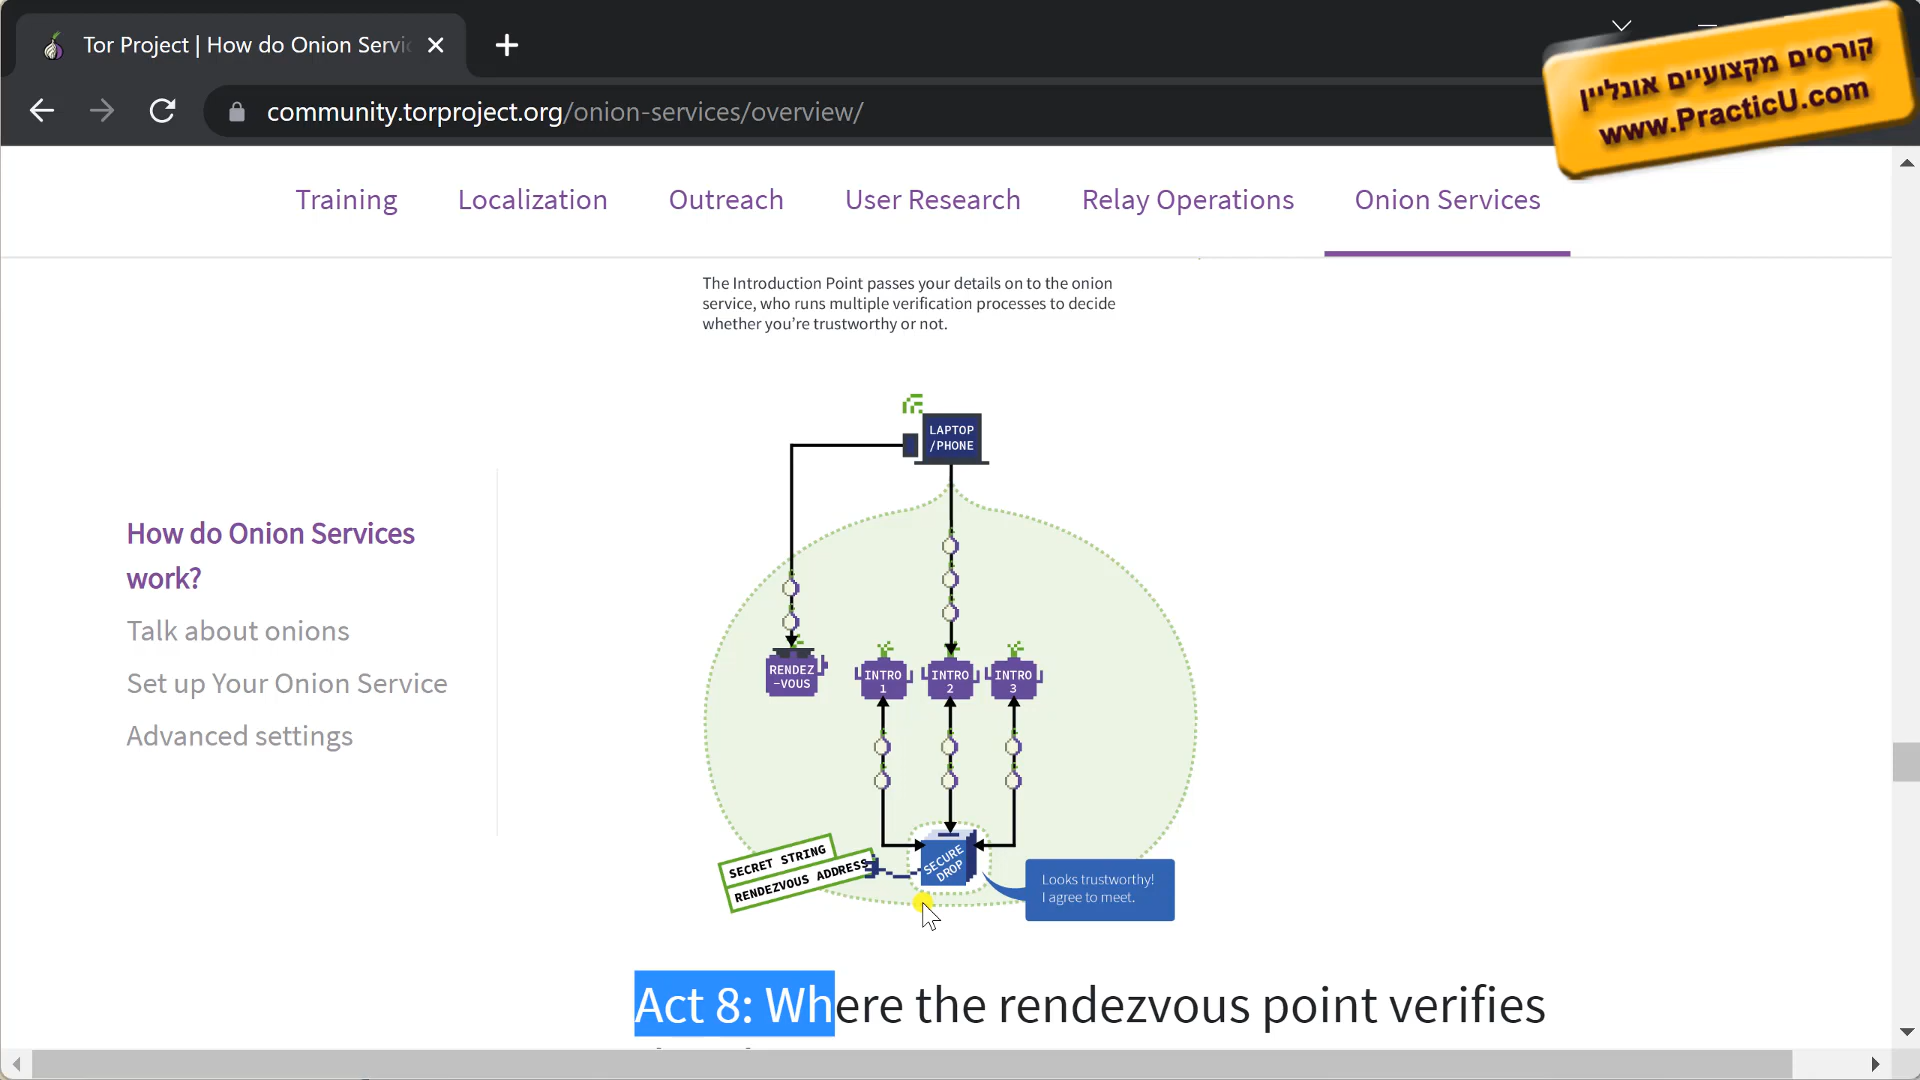 Tor Project | How do Onion Servic
קורסים מקצועיים אונליין
www.PracticU.com
community.torproject.org/onion-services/overview/
Training Localization Outreach User Research Relay Operations Onion Services
The Introduction Point passes your details on to the onion
service, who runs multiple verification processes to decide
whether you’re trustworthy or not.
How do Onion Services
work?
Talk about onions
Set up Your Onion Service
Advanced settings
LAPTOP
/PHONE
RENDEZ
-VOUS
INTRO
1
INTRO
2
INTRO
3
SECRET STRING
RENDEZVOUS ADDRESS
SECURE
DROP
Looks trustworthy!
I agree to meet.
Act 8: Where the rendezvous point verifies